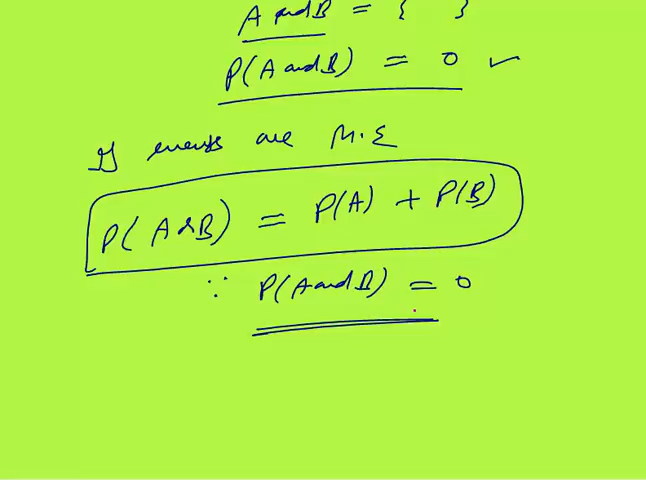 A and B = { }
P(A and B) = 0 ✓
If events are M.E
P(A or B) = P(A) + P(B)
∵ P(A and B) = 0